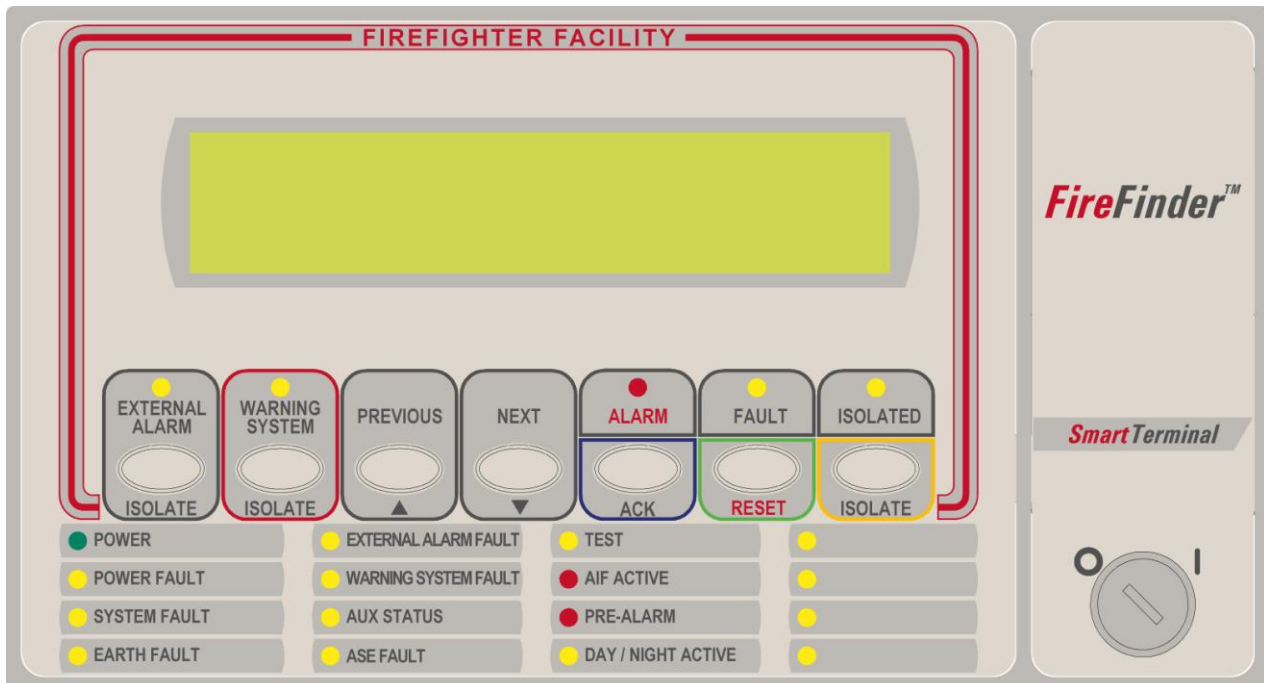 FIREFIGHTER FACILITY
EXTERNAL
ALARM
ISOLATE
WARNING
SYSTEM
ISOLATE
PREVIOUS
NEXT
ALARM
ACK
FAULT
RESET
ISOLATED
ISOLATE
POWER
POWER FAULT
SYSTEM FAULT
EARTH FAULT
EXTERNAL ALARM FAULT
WARNING SYSTEM FAULT
AUX STATUS
ASE FAULT
TEST
AIF ACTIVE
PRE-ALARM
DAY / NIGHT ACTIVE
FireFinder™
SmartTerminal
O I